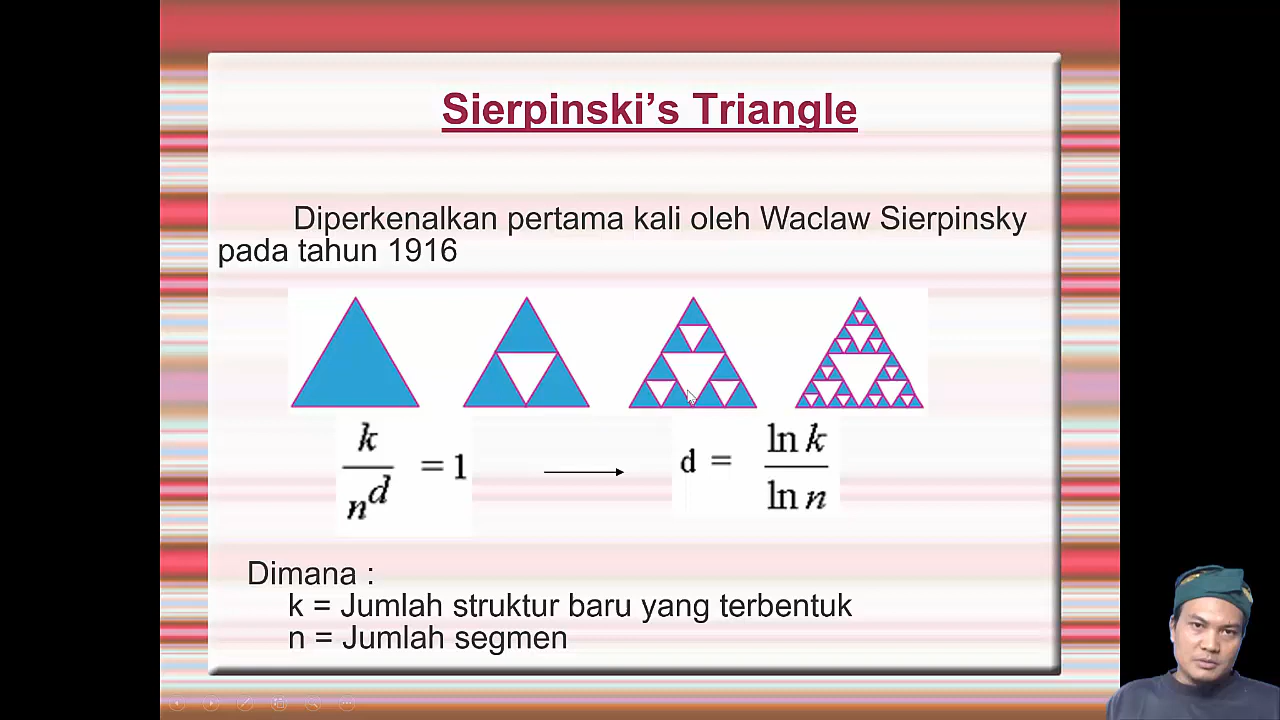 Sierpinski’s Triangle
Diperkenalkan pertama kali oleh Waclaw Sierpinsky
pada tahun 1916
k/n^d = 1
d = ln k/ln n
Dimana :
k = Jumlah struktur baru yang terbentuk
n = Jumlah segmen